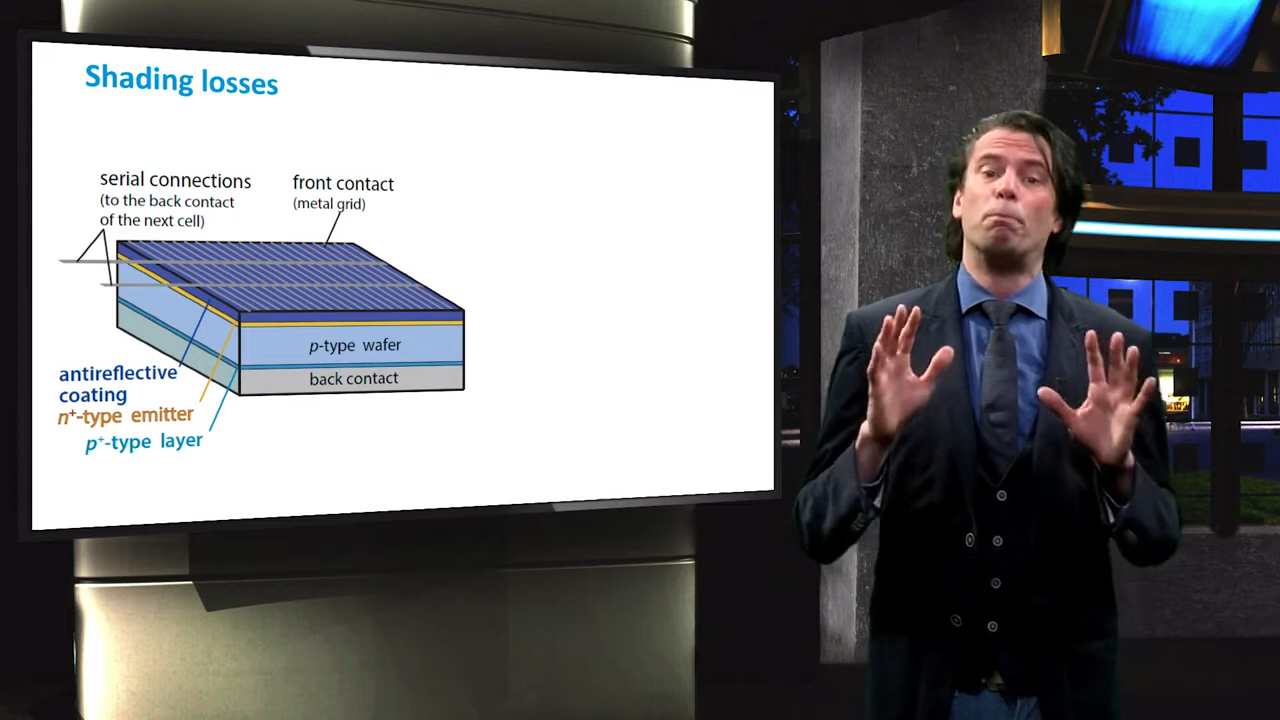 Shading losses
serial connections
(to the back contact
of the next cell)
front contact
(metal grid)
p-type wafer
back contact
antireflective
coating
n⁺-type emitter
p⁺-type layer